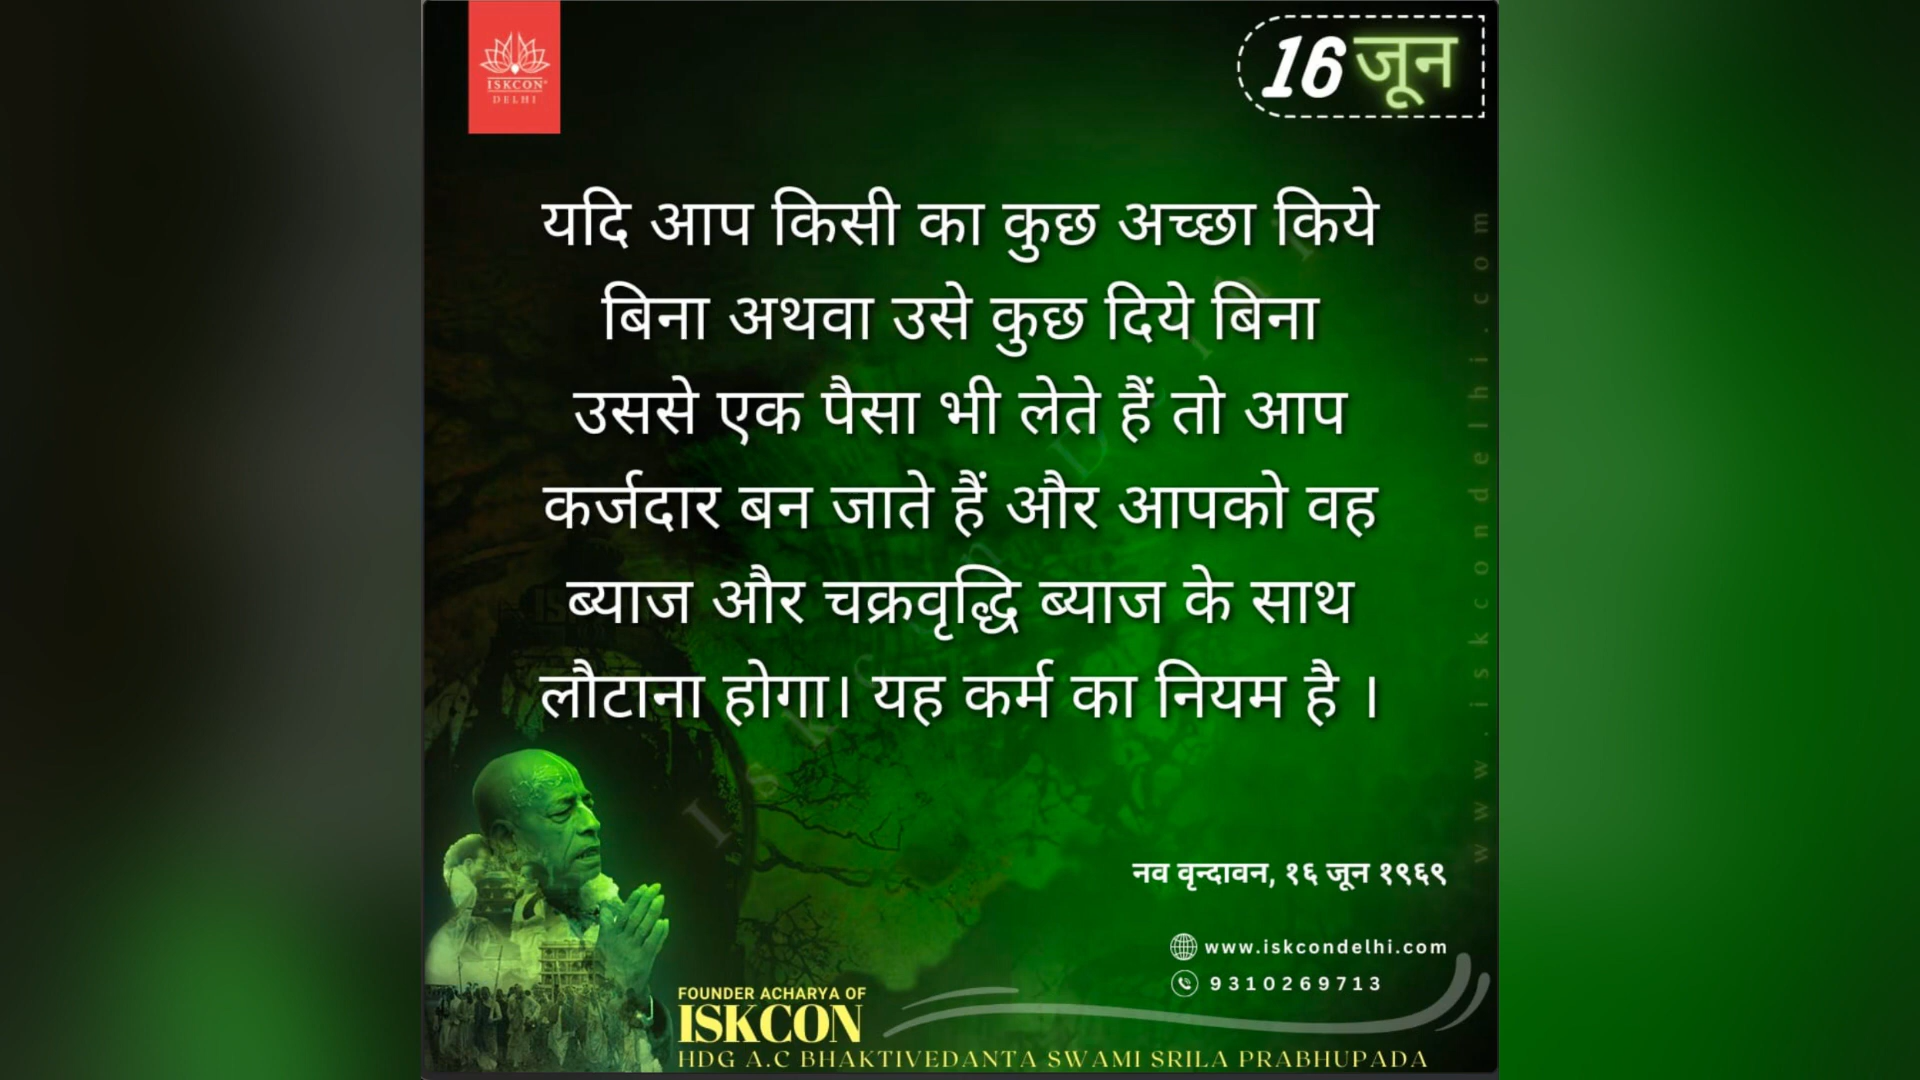 ISKCON
DELHI
16 जून
यदि आप किसी का कुछ अच्छा किये
बिना अथवा उसे कुछ दिये बिना
उससे एक पैसा भी लेते हैं तो आप
कर्जदार बन जाते हैं और आपको वह
ब्याज और चक्रवृद्धि ब्याज के साथ
लौटाना होगा। यह कर्म का नियम है ।
Iskcon Delhi
www.iskcondelhi.com
नव वृन्दावन, १६ जून १९६९
www.iskcondelhi.com
9310269713
FOUNDER ACHARYA OF
ISKCON
HDG A.C BHAKTIVEDANTA SWAMI SRILA PRABHUPADA